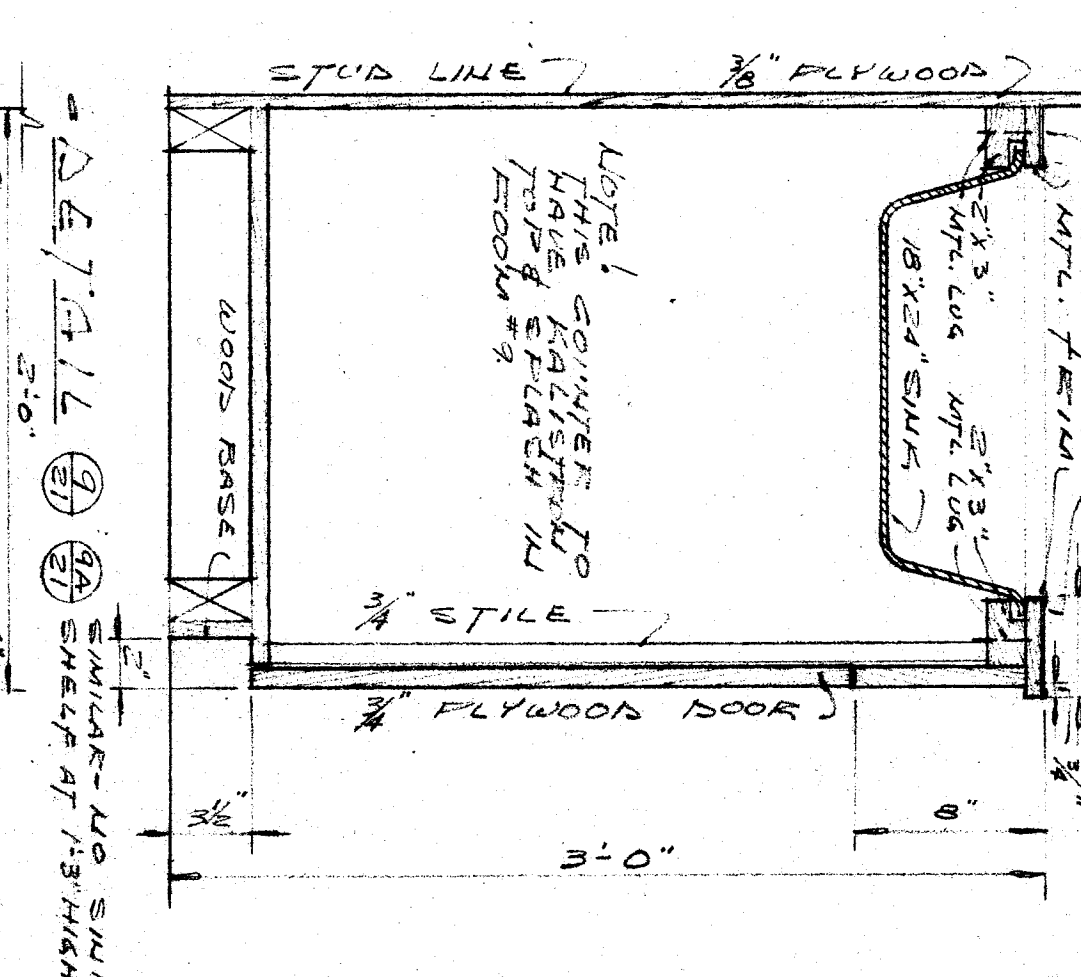 STUD LINE
3/8" PLYWOOD
NOTE!
THIS COUNTER TO
HAVE KALISTRON
TOP & SPLASH IN
ROOM #9.
2"X3"
MTL. LUG
18"X24" SINK
2"X3"
MTL. LUG
MTL. TRIM
WOOD BASE
3/4" STILE
3/4" PLYWOOD DOOR
2"
3½"
8"
3'-0"
3/4"
1"
- DETAIL 9/21 9A/21 SIMILAR - NO
SHELF AT 1'-3" HIGH
2'-0"